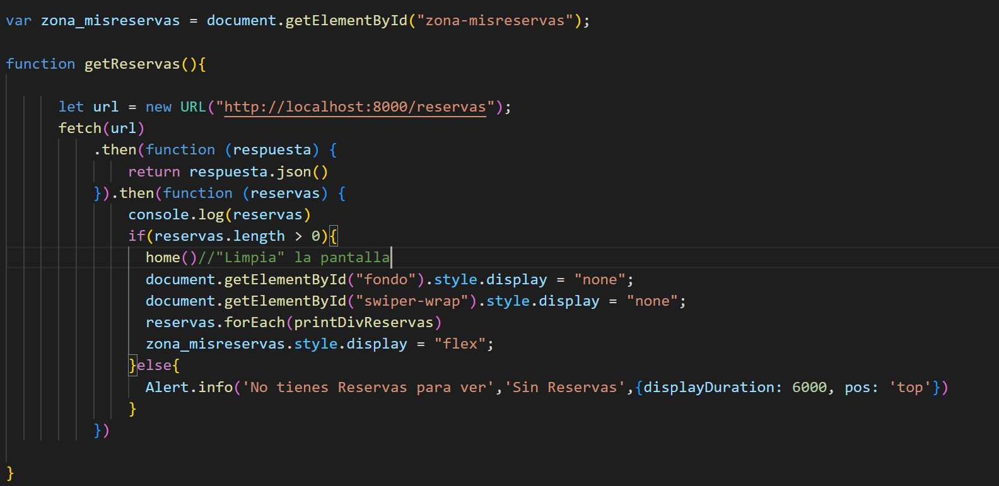 var zona_misreservas = document.getElementById("zona-misreservas");
function getReservas(){
let url = new URL("http://localhost:8000/reservas");
fetch(url)
.then(function (respuesta) {
return respuesta.json()
}).then(function (reservas) {
console.log(reservas)
if(reservas.length > 0){
home()//"Limpia" la pantalla
document.getElementById("fondo").style.display = "none";
document.getElementById("swiper-wrap").style.display = "none";
reservas.forEach(printDivReservas)
zona_misreservas.style.display = "flex";
}else{
Alert.info('No tienes Reservas para ver','Sin Reservas',{displayDuration: 6000, pos: 'top'})
}
})
}